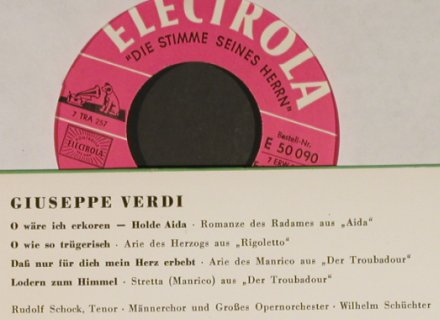 ELECTROLA
"DIE STIMME SEINES HERRN"
7 TRA 257
ELECTROLA
Bestell-Nr.
E 50 090
GIUSEPPE VERDI
O wäre ich erkoren — Holde Aida · Romanze des Radames aus „Aida“
O wie so trügerisch · Arie des Herzogs aus „Rigoletto“
Daß nur für dich mein Herz erbebt · Arie des Manrico aus „Der Troubadour“
Lodern zum Himmel · Stretta (Manrico) aus „Der Troubadour“
Rudolf Schock, Tenor · Männerchor und Großes Opernorchester · Wilhelm Schüchter